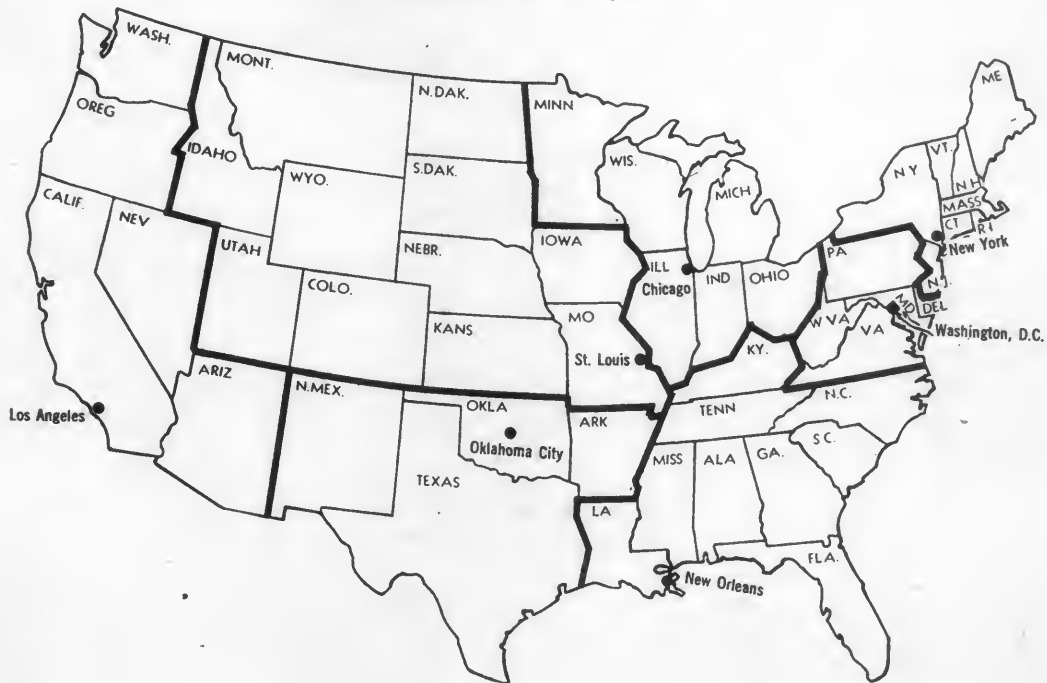 WASH.
MONT.
N.DAK.
MINN
ME
OREG
IDAHO
WIS.
VT.
N Y
N H
S.DAK.
WYO.
MICH
MASS
CALIF.
NEV
CT
R I
New York
UTAH
NEBR.
IOWA
PA
ILL
Chicago
IND
OHIO
N.J.
COLO.
MD
DEL
KANS
MO
W VA
VA
Washington, D.C.
St. Louis
KY.
ARIZ
N.MEX.
OKLA
TENN
N.C.
Los Angeles
ARK
Oklahoma City
S.C.
MISS
ALA
GA.
TEXAS
LA
FLA.
New Orleans